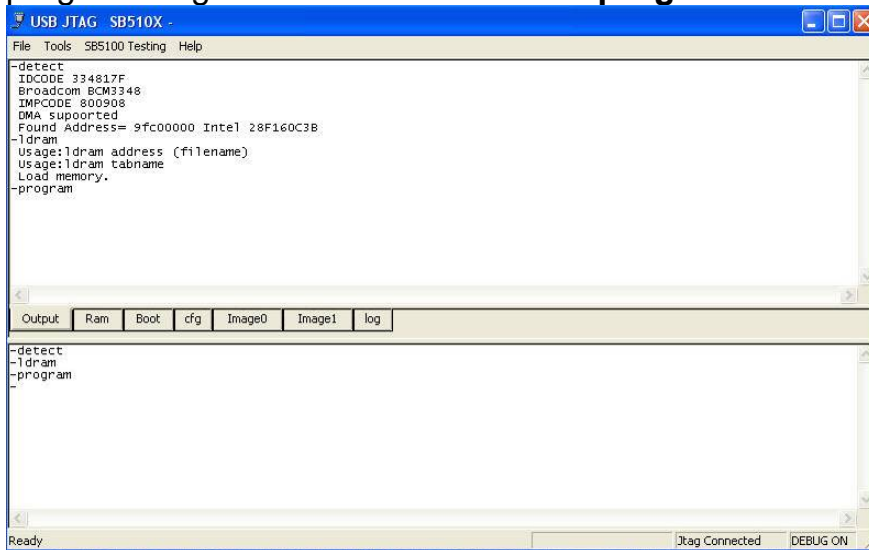 USB JTAG SB510X -
File Tools SB5100 Testing Help
-detect
IDCODE 334817F
Broadcom BCM3348
IMPCODE 800908
DMA supoorted
Found Address= 9fc00000 Intel 28F160C3B
-ldram
Usage:ldram address (filename)
Usage:ldram tabname
Load memory.
-program
Output Ram Boot cfg Image0 Image1 log
-detect
-ldram
-program
-
Ready Jtag Connected DEBUG ON